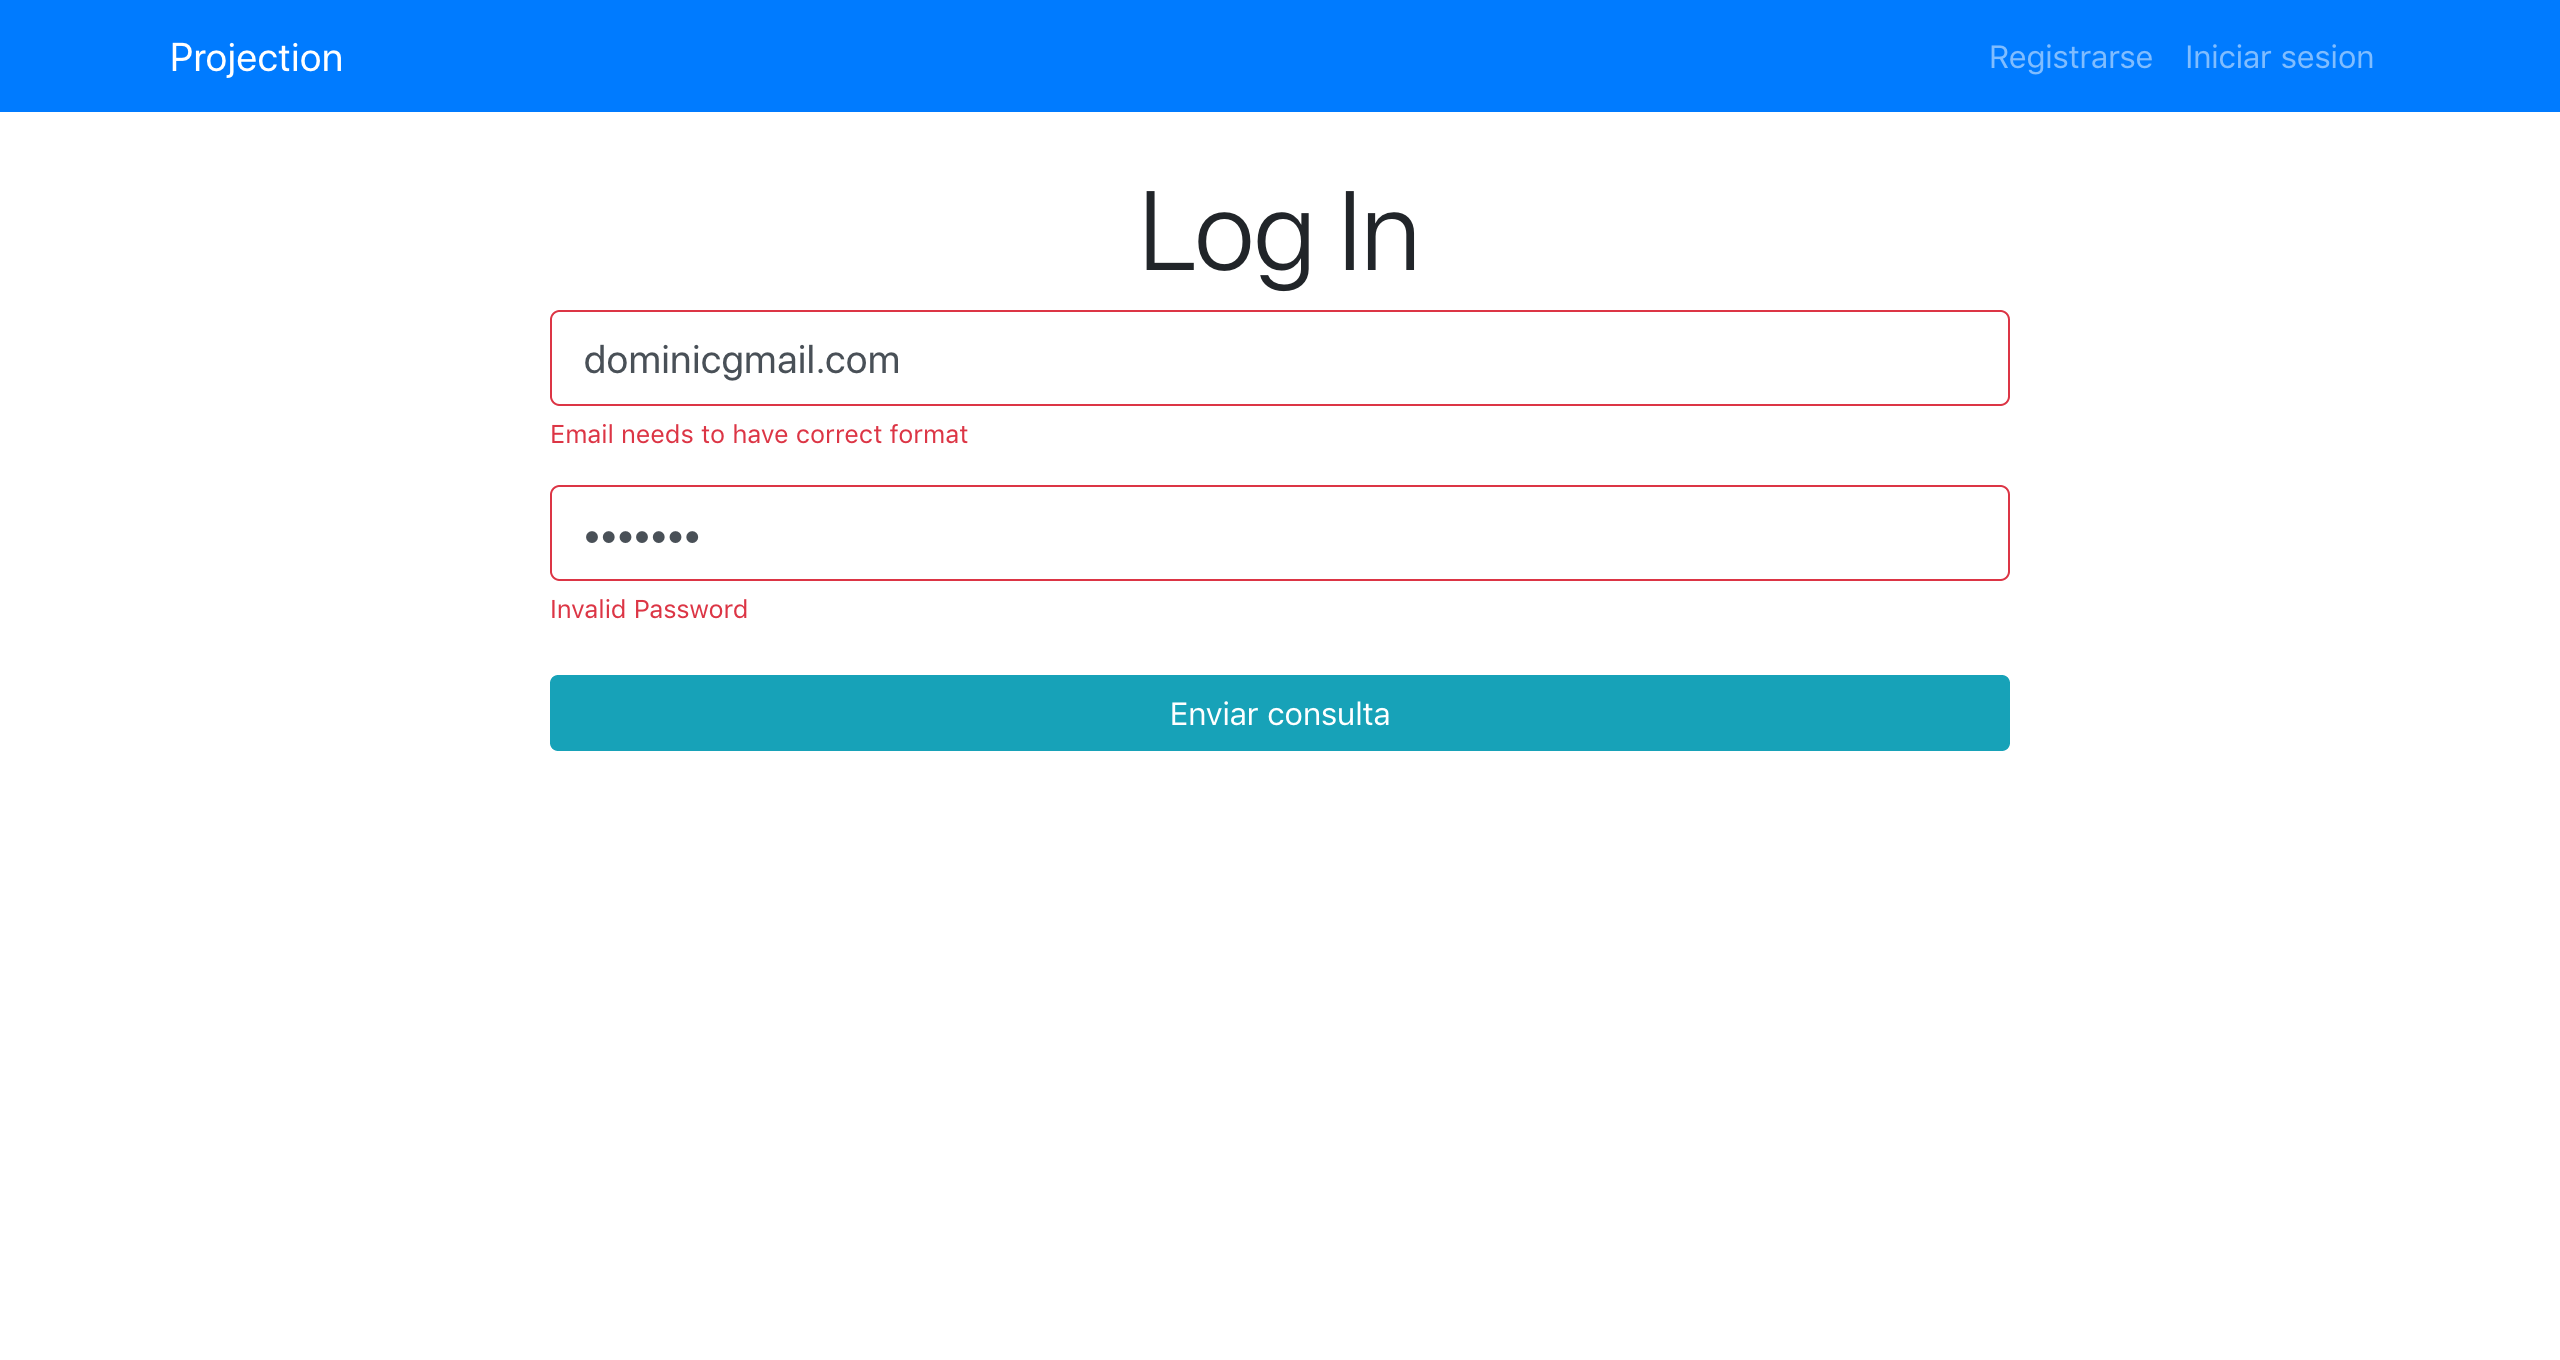 Projection Registrarse Iniciar sesion
Log In
dominicgmail.com
Email needs to have correct format
•••••••
Invalid Password
Enviar consulta